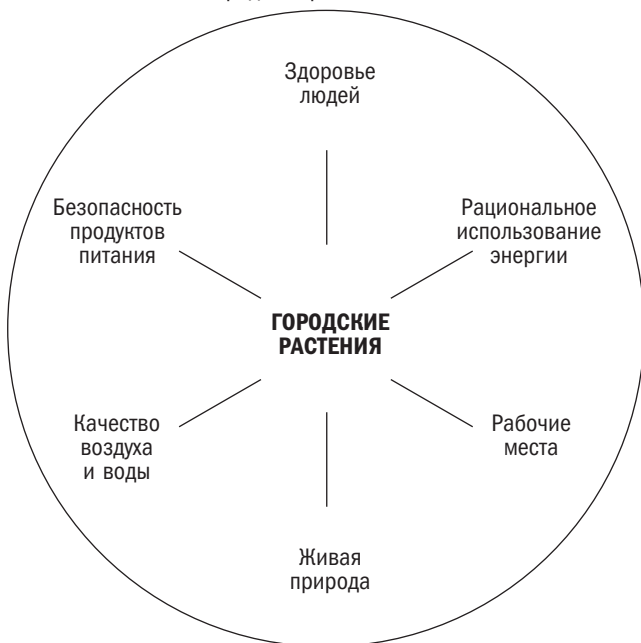 Здоровье
людей
Безопасность
продуктов
питания
Рациональное
использование
энергии
ГОРОДСКИЕ
РАСТЕНИЯ
Качество
воздуха
и воды
Рабочие
места
Живая
природа